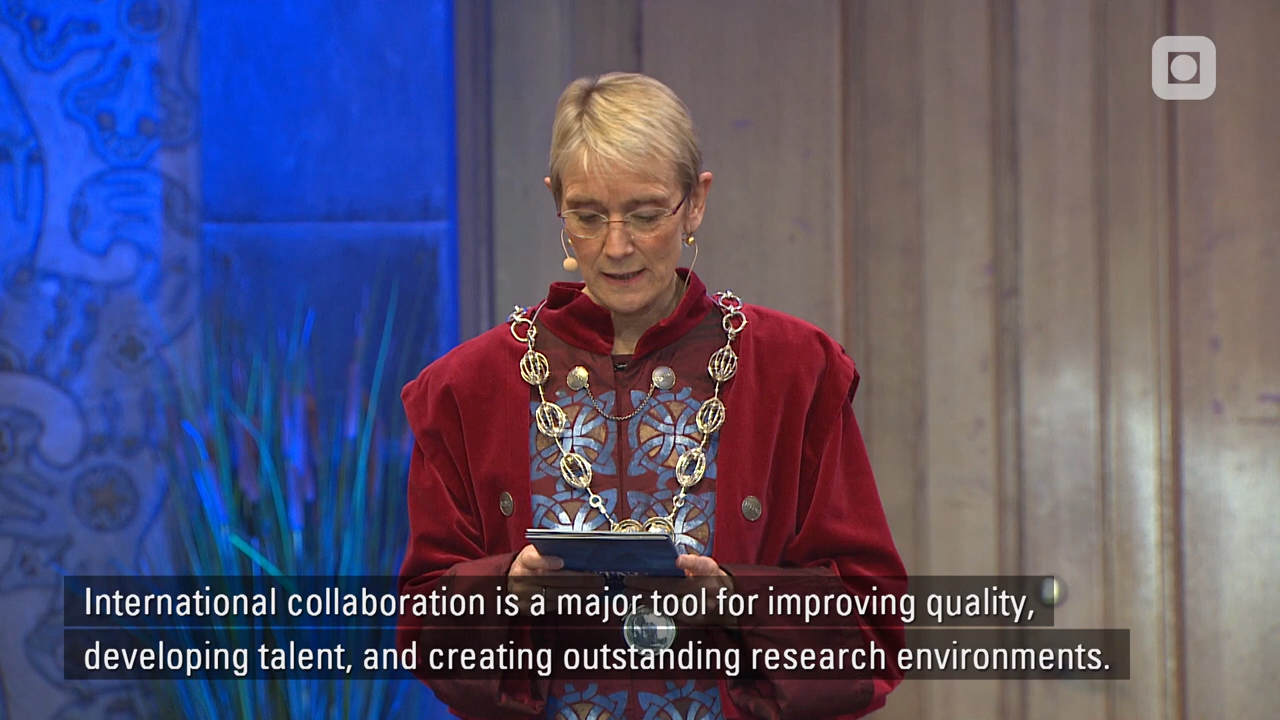 International collaboration is a major tool for improving quality,
developing talent, and creating outstanding research environments.